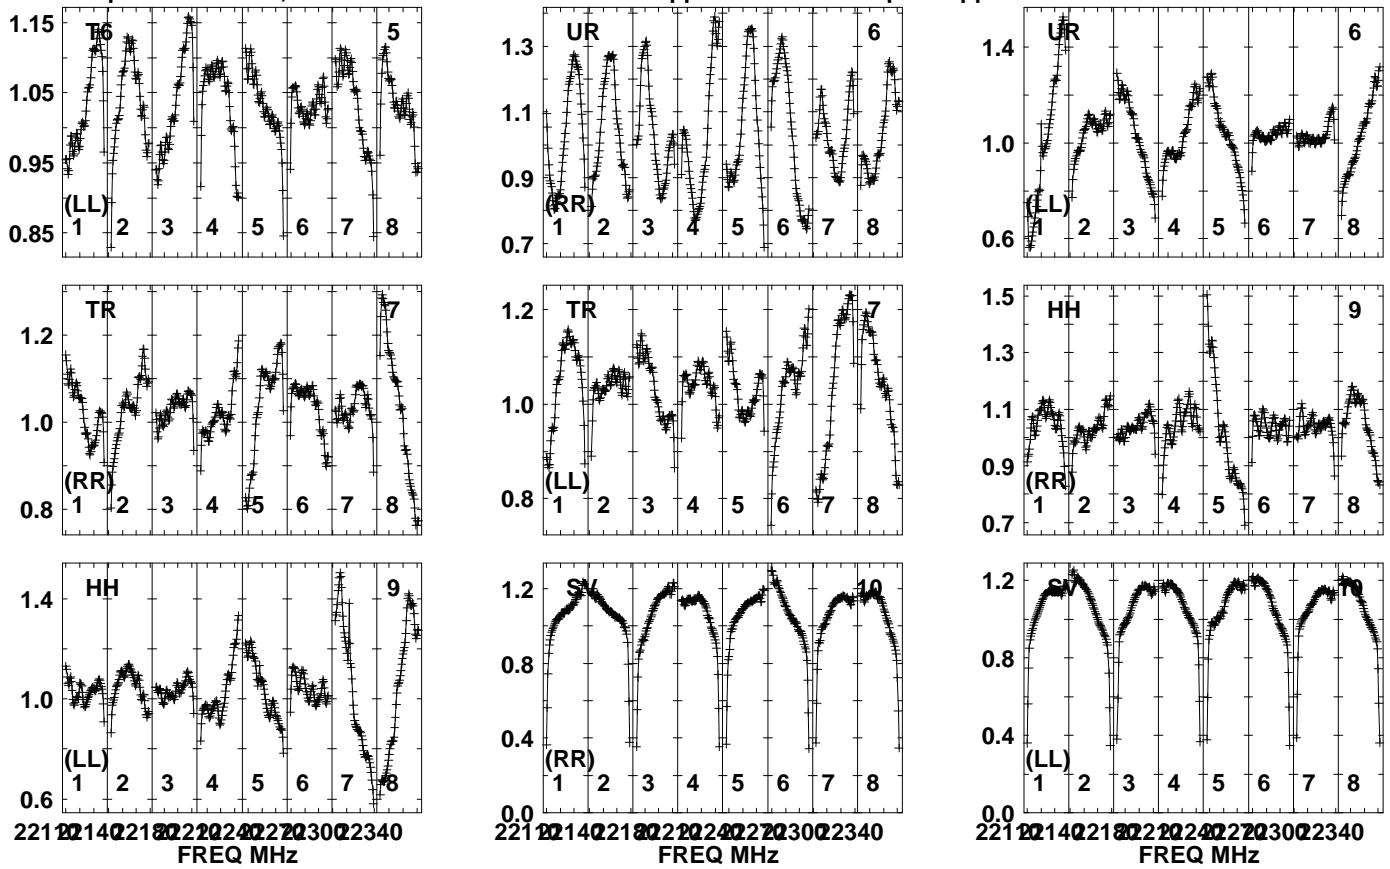 1.15 T6 5
1.05
0.95
(LL)
0.85 1 2 3 4 5 6 7 8
1.3 UR 6
1.1
0.9
(RR)
0.7 1 2 3 4 5 6 7 8
1.4 UR 6
1.0
(LL)
0.6 1 2 3 4 5 6 7 8
TR 7
1.2
1.0
(RR)
0.8 1 2 3 4 5 6 7 8
1.2 TR 7
1.0
(LL)
0.8 1 2 3 4 5 6 7 8
1.5 HH 9
1.3
1.1
0.9
(RR)
0.7 1 2 3 4 5 6 7 8
HH 9
1.4
1.0
(LL)
0.6 1 2 3 4 5 6 7 8
1.2 SV 10
0.8
0.4
(RR)
1 2 3 4 5 6 7 8
0.0
1.2 SV 10
0.8
0.4
(LL)
1 2 3 4 5 6 7 8
0.0
22340
FREQ MHz
22340
FREQ MHz
22340